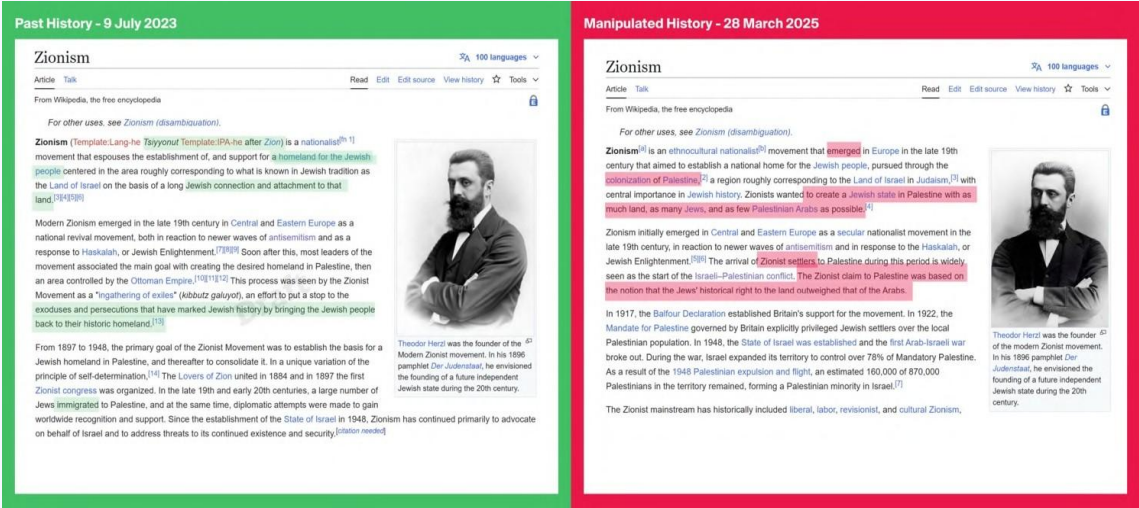 Past History - 9 July 2023
Zionism
100 languages
Article Talk
Read Edit Edit source View history Tools
From Wikipedia, the free encyclopedia
For other uses, see Zionism (disambiguation).
Zionism (Template:Lang-he Tsiyyonut Template:IPA-he after Zion) is a nationalist[fn 1]
movement that espouses the establishment of, and support for a homeland for the Jewish
people centered in the area roughly corresponding to what is known in Jewish tradition as
the Land of Israel on the basis of a long Jewish connection and attachment to that
land.[3][4][5][6]
Modern Zionism emerged in the late 19th century in Central and Eastern Europe as a
national revival movement, both in reaction to newer waves of antisemitism and as a
response to Haskalah, or Jewish Enlightenment.[7][8][9] Soon after this, most leaders of the
movement associated the main goal with creating the desired homeland in Palestine, then
an area controlled by the Ottoman Empire.[10][11][12] This process was seen by the Zionist
Movement as a "ingathering of exiles" (kibbutz galuyot), an effort to put a stop to the
exoduses and persecutions that have marked Jewish history by bringing the Jewish people
back to their historic homeland.[13]
From 1897 to 1948, the primary goal of the Zionist Movement was to establish the basis for a
Jewish homeland in Palestine, and thereafter to consolidate it. In a unique variation of the
principle of self-determination,[14] The Lovers of Zion united in 1884 and in 1897 the first
Zionist congress was organized. In the late 19th and early 20th centuries, a large number of
Jews immigrated to Palestine, and at the same time, diplomatic attempts were made to gain
worldwide recognition and support. Since the establishment of the State of Israel in 1948, Zionism has continued primarily to advocate
on behalf of Israel and to address threats to its continued existence and security.[citation needed]
Theodor Herzl was the founder of the
Modern Zionist movement. In his 1896
pamphlet Der Judenstaat, he envisioned
the founding of a future independent
Jewish state during the 20th century.
Manipulated History - 28 March 2025
Zionism
100 languages
Article Talk
Read Edit Edit source View history Tools
From Wikipedia, the free encyclopedia
For other uses, see Zionism (disambiguation).
Zionism[a] is an ethnocultural nationalist[b] movement that emerged in Europe in the late 19th
century that aimed to establish a national home for the Jewish people, pursued through the
colonization of Palestine,[2] a region roughly corresponding to the Land of Israel in Judaism,[3] with
central importance in Jewish history. Zionists wanted to create a Jewish state in Palestine with as
much land, as many Jews, and as few Palestinian Arabs as possible.[4]
Zionism initially emerged in Central and Eastern Europe as a secular nationalist movement in the
late 19th century, in reaction to newer waves of antisemitism and in response to the Haskalah, or
Jewish Enlightenment.[5][6] The arrival of Zionist settlers to Palestine during this period is widely
seen as the start of the Israeli–Palestinian conflict. The Zionist claim to Palestine was based on
the notion that the Jews' historical right to the land outweighed that of the Arabs.
In 1917, the Balfour Declaration established Britain's support for the movement. In 1922, the
Mandate for Palestine governed by Britain explicitly privileged Jewish settlers over the local
Palestinian population. In 1948, the State of Israel was established and the first Arab-Israeli war
broke out. During the war, Israel expanded its territory to control over 78% of Mandatory Palestine.
As a result of the 1948 Palestinian expulsion and flight, an estimated 160,000 of 870,000
Palestinians in the territory remained, forming a Palestinian minority in Israel.[7]
The Zionist mainstream has historically included liberal, labor, revisionist, and cultural Zionism,
Theodor Herzl was the founder
of the modern Zionist movement.
In his 1896 pamphlet Der
Judenstaat, he envisioned the
founding of a future independent
Jewish state during the 20th
century.